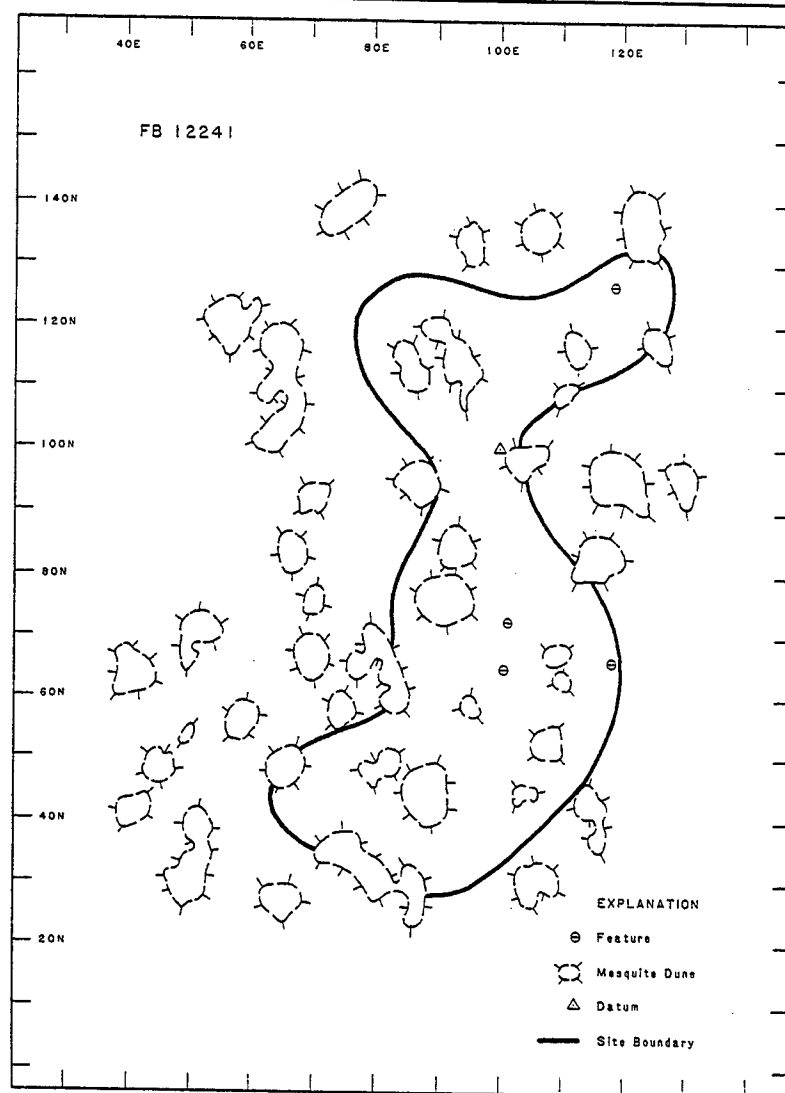 40E 60E 80E 100E 120E
FB 12241
140N
120N
100N
80N
60N
40N
20N
EXPLANATION
Feature
Mesquite Dune
Datum
Site Boundary